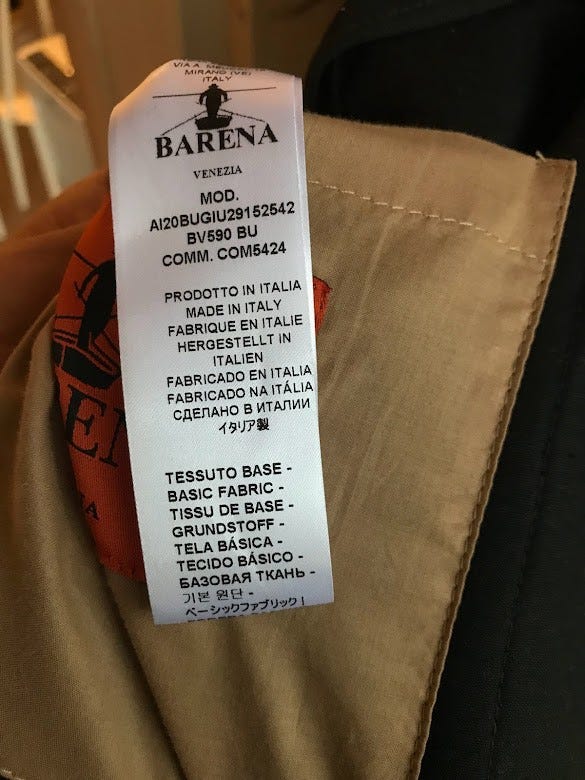 VIA A. 
MIRANO (VE)
ITALY
BARENA
VENEZIA
MOD.
AI20BUGIU29152542
BV590 BU
COMM. COM5424
PRODOTTO IN ITALIA
MADE IN ITALY
FABRIQUE EN ITALIE
HERGESTELLT IN
ITALIEN
FABRICADO EN ITALIA
FABRICADO NA ITÁLIA
СДЕЛАНО В ИТАЛИИ
イタリア製
TESSUTO BASE -
BASIC FABRIC -
TISSU DE BASE -
GRUNDSTOFF -
TELA BÁSICA -
TECIDO BÁSICO -
БАЗОВАЯ ТКАНЬ -
기본 원단 -
ベーシックファブリック |